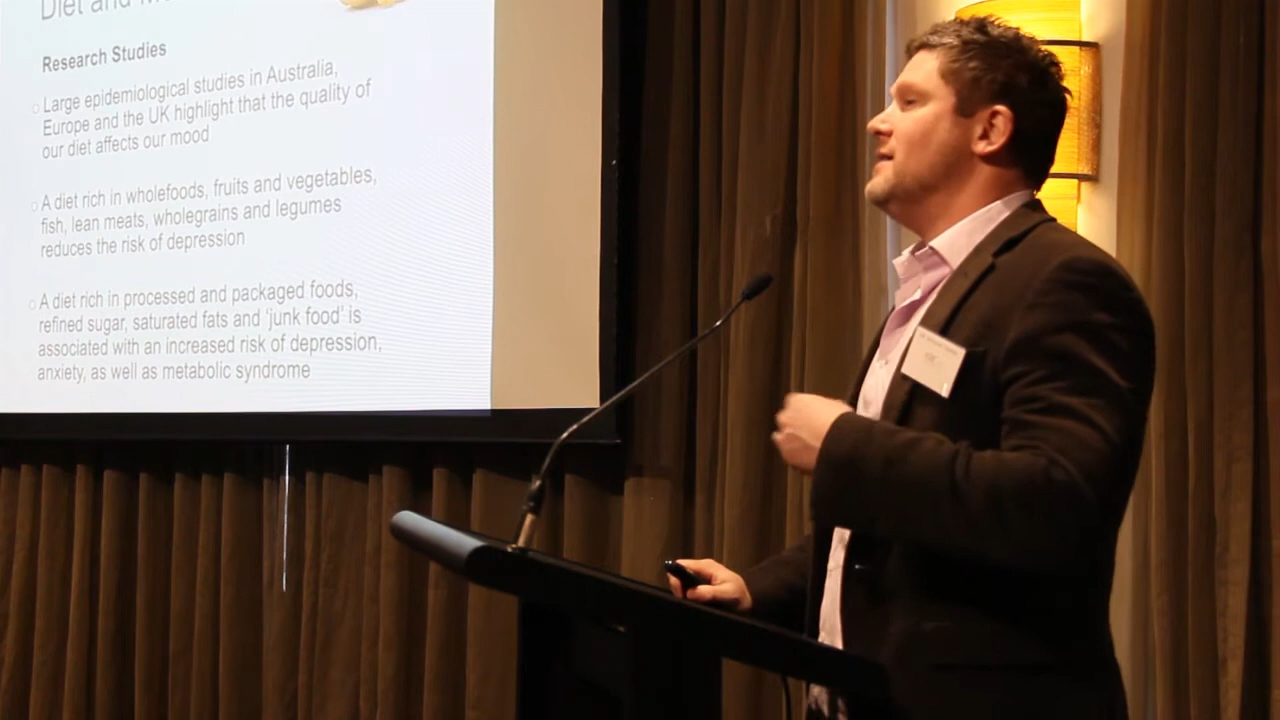 Diet and
Research Studies
Large epidemiological studies in Australia,
Europe and the UK highlight that the quality of
our diet affects our mood
A diet rich in wholefoods, fruits and vegetables,
fish, lean meats, wholegrains and legumes
reduces the risk of depression
A diet rich in processed and packaged foods,
refined sugar, saturated fats and ‘junk food’ is
associated with an increased risk of depression,
anxiety, as well as metabolic syndrome